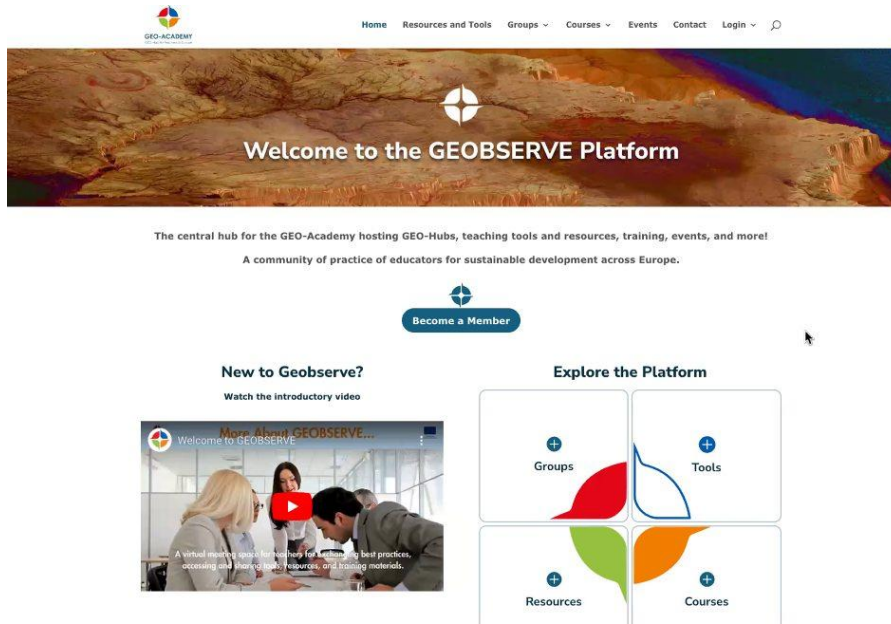 GEO-ACADEMY
Home Resources and Tools Groups Courses Events Contact Login
Welcome to the GEOBSERVE Platform
The central hub for the GEO-Academy hosting GEO-Hubs, teaching tools and resources, training, events, and more!
A community of practice of educators for sustainable development across Europe.
Become a Member
New to Geobserve?
Watch the introductory video
More About GEOBSERVE...
Welcome to GEOBSERVE
A virtual meeting space for teachers for exchanging best practices,
accessing and sharing tools, resources, and training materials.
Explore the Platform
Groups
Tools
Resources
Courses